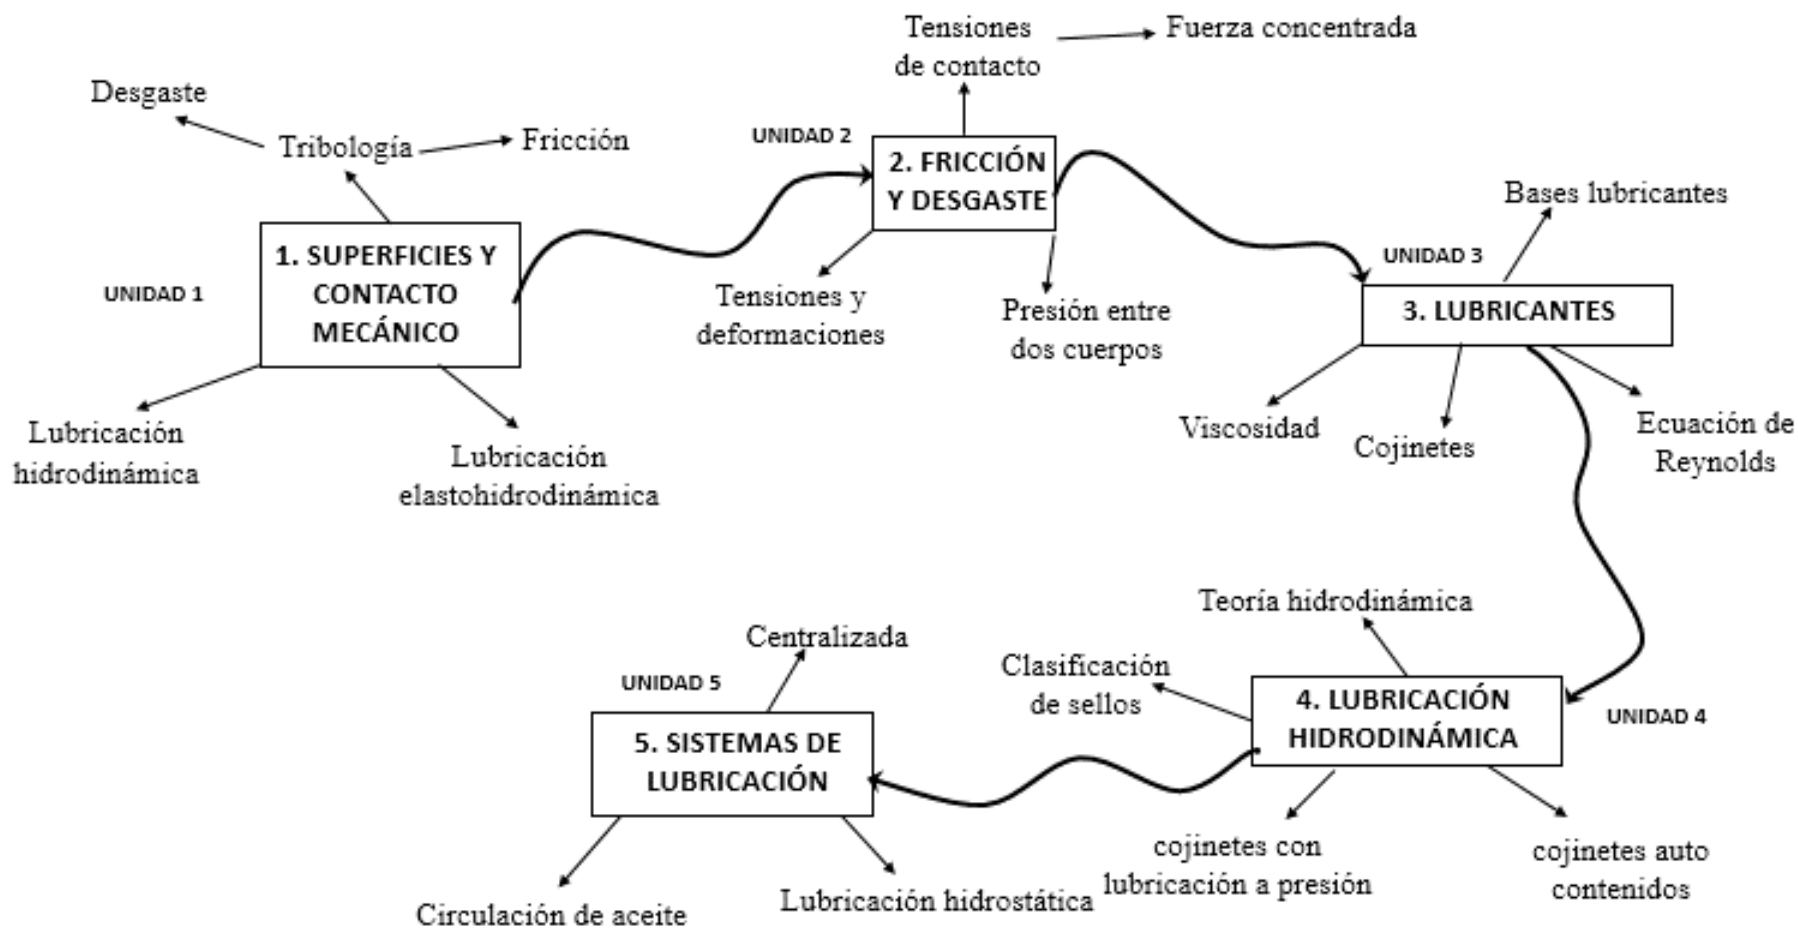 Tensiones
de contacto
Fuerza concentrada
Desgaste
Tribología
Fricción
UNIDAD 2
2. FRICCIÓN
Y DESGASTE
Bases lubricantes
UNIDAD 1
1. SUPERFICIES Y
CONTACTO
MECÁNICO
UNIDAD 3
3. LUBRICANTES
Tensiones y
deformaciones
Presión entre
dos cuerpos
Lubricación
hidrodinámica
Lubricación
elastohidrodinámica
Viscosidad
Cojinetes
Ecuación de
Reynolds
Teoría hidrodinámica
Centralizada
Clasificación
de sellos
UNIDAD 5
5. SISTEMAS DE
LUBRICACIÓN
4. LUBRICACIÓN
HIDRODINÁMICA
UNIDAD 4
Circulación de aceite
Lubricación hidrostática
cojinetes con
lubricación a presión
cojinetes auto
contenidos